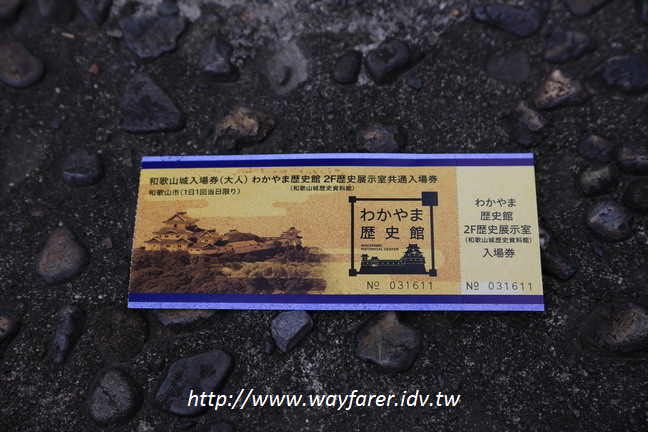 和歌山城入場券(大人) わかやま歴史館 2F歴史展示室共通入場券
和歌山市(1日1回当日限り) (和歌山城歴史資料館)
わかやま
歴史館
WAKAYAMA
HISTORICAL CENTER
№ 031611
わかやま
歴史館
2F歴史展示室
(和歌山城歴史資料館)
入場券
№ 031611
http://www.wayfarer.idv.tw